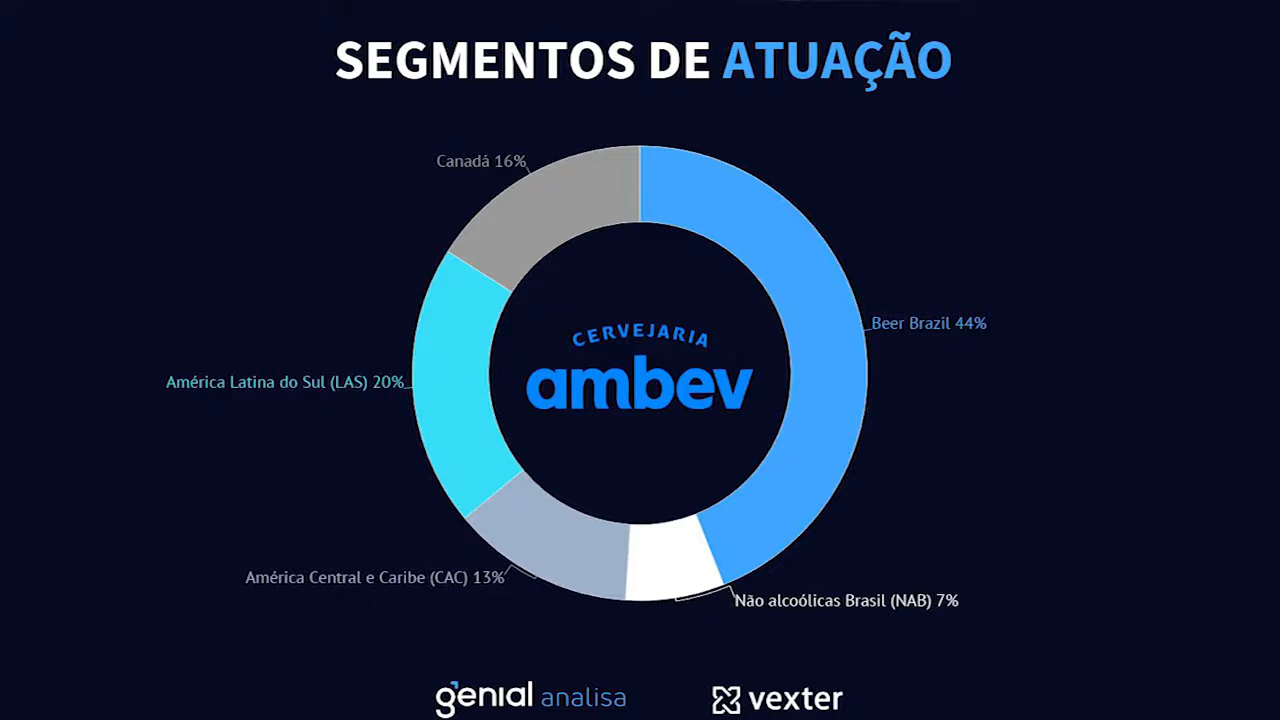 SEGMENTOS DE ATUAÇÃO
Canadá 16%
Beer Brazil 44%
CERVEJARIA
ambev
América Latina do Sul (LAS) 20%
América Central e Caribe (CAC) 13%
Não alcoólicas Brasil (NAB) 7%
genial analisa
vexter